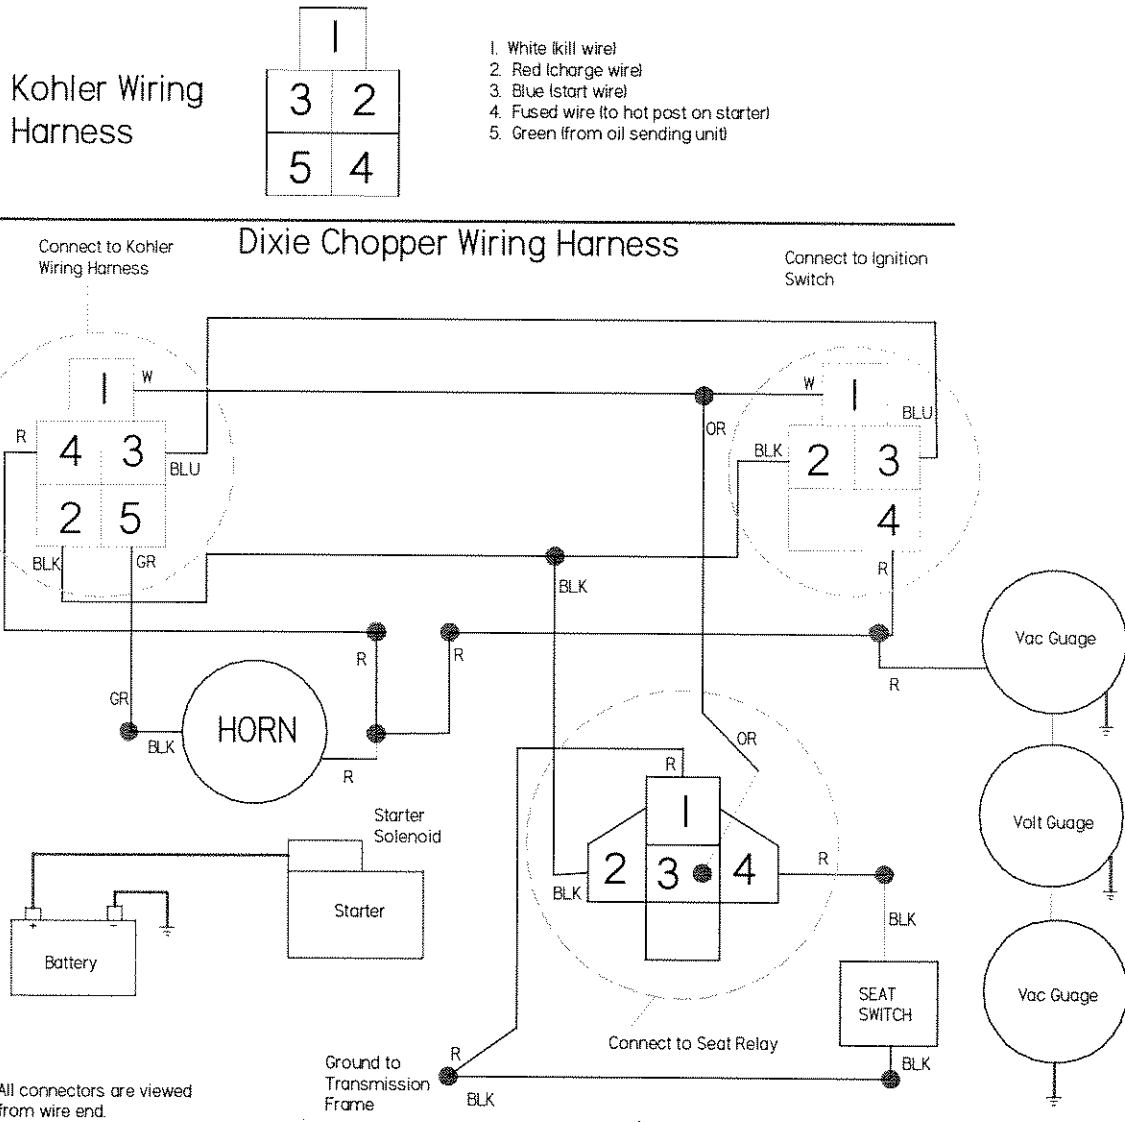 Kohler Wiring
Harness
1
3 2
5 4
1. White (kill wire)
2. Red (charge wire)
3. Blue (start wire)
4. Fused wire (to hot post on starter)
5. Green (from oil sending unit)
Dixie Chopper Wiring Harness
Connect to Kohler
Wiring Harness
Connect to Ignition
Switch
1
W
R
4 3
BLU
2 5
BLK
GR
W
1
BLU
OR
BLK
2 3
4
R
BLK
R
R
GR
HORN
BLK
R
R
Vac Guage
Volt Guage
Vac Guage
OR
R
1
2 3 4
BLK
R
BLK
SEAT
SWITCH
BLK
Starter
Solenoid
Starter
+ -
Battery
Connect to Seat Relay
Ground to
Transmission
Frame
R
BLK
All connectors are viewed
from wire end.